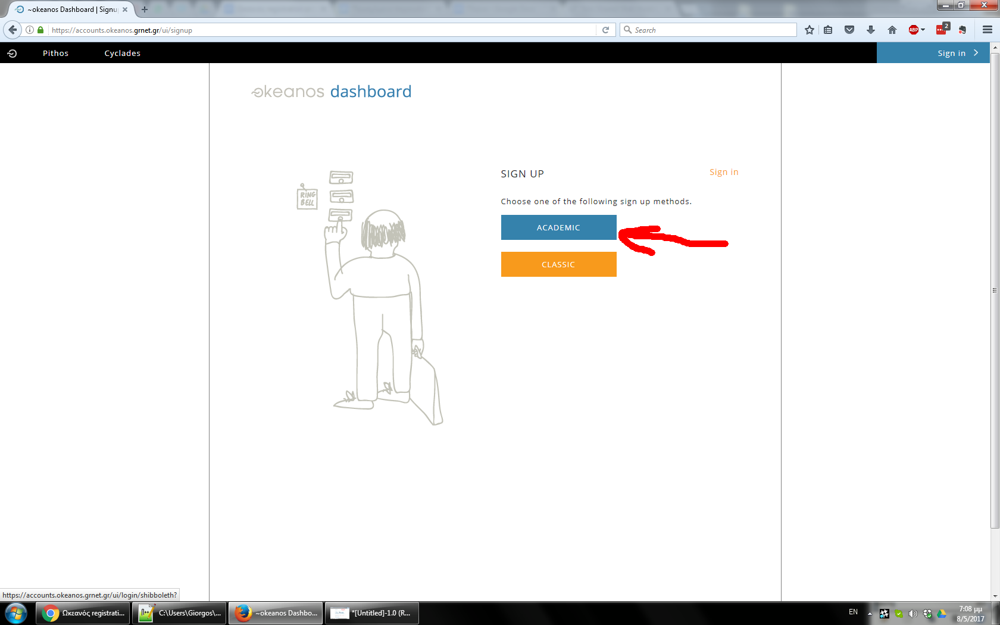 ~okeanos Dashboard | Signu
https://accounts.okeanos.grnet.gr/ui/signup
Search
ABP
2
Pithos
Cyclades
Sign in
okeanos dashboard
SIGN UP
Sign in
RING
BELL
Choose one of the following sign up methods.
ACADEMIC
CLASSIC
https://accounts.okeanos.grnet.gr/ui/login/shibboleth?
Ωκεανός registrati...
C:\Users\Giorgos\...
~okeanos Dashbo...
*[Untitled]-1.0 (R...
EN
7:08 μμ
8/5/2017